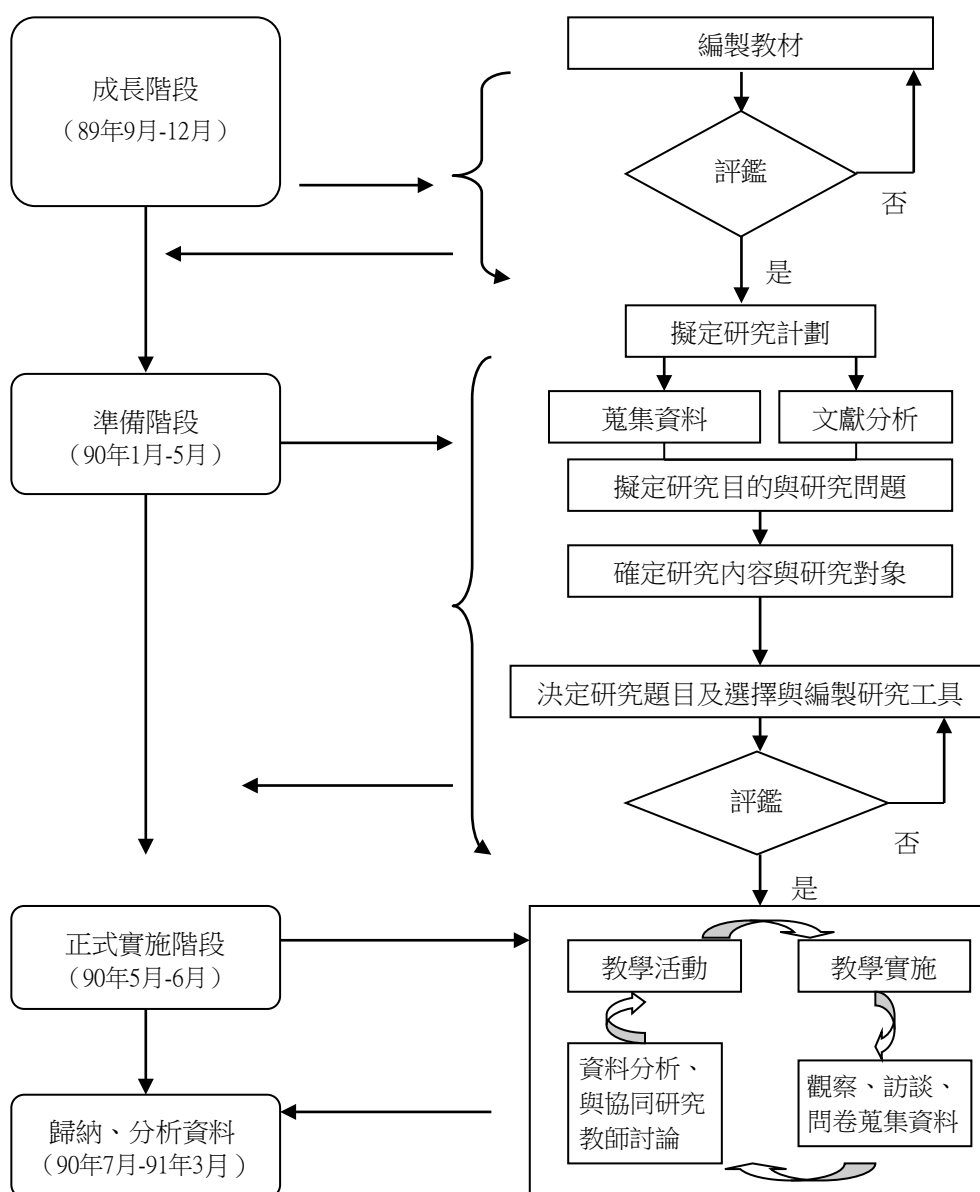 成長階段
（89年9月-12月）
編製教材
評鑑
否
是
擬定研究計劃
準備階段
（90年1月-5月）
蒐集資料
文獻分析
擬定研究目的與研究問題
確定研究內容與研究對象
決定研究題目及選擇與編製研究工具
評鑑
否
是
正式實施階段
（90年5月-6月）
教學活動
教學實施
資料分析、
與協同研究
教師討論
觀察、訪談、
問卷蒐集資料
歸納、分析資料
（90年7月-91年3月）